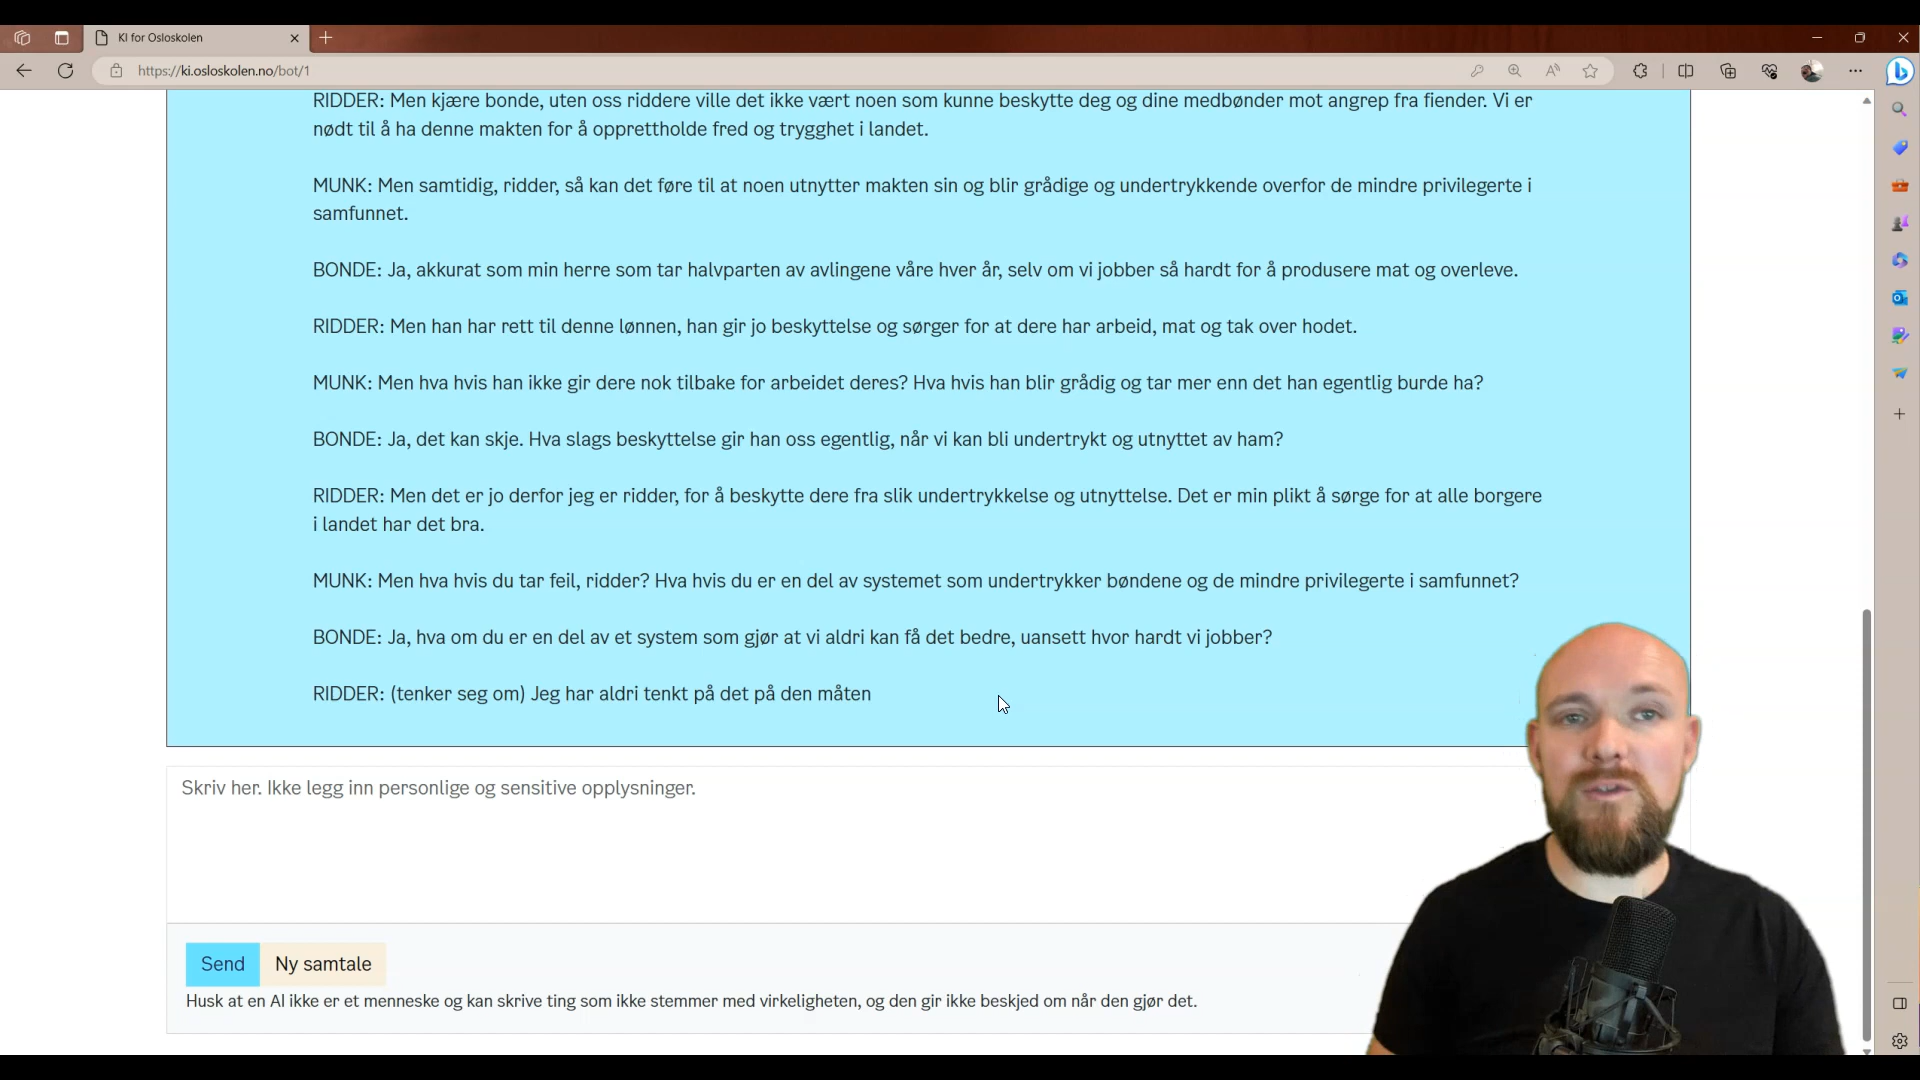 KI for Osloskolen
https://ki.osloskolen.no/bot/1
RIDDER: Men kjære bonde, uten oss riddere ville det ikke vært noen som kunne beskytte deg og dine medbønder mot angrep fra fiender. Vi er
nødt til å ha denne makten for å opprettholde fred og trygghet i landet.
MUNK: Men samtidig, ridder, så kan det føre til at noen utnytter makten sin og blir grådige og undertrykkende overfor de mindre privilegerte i
samfunnet.
BONDE: Ja, akkurat som min herre som tar halvparten av avlingene våre hver år, selv om vi jobber så hardt for å produsere mat og overleve.
RIDDER: Men han har rett til denne lønnen, han gir jo beskyttelse og sørger for at dere har arbeid, mat og tak over hodet.
MUNK: Men hva hvis han ikke gir dere nok tilbake for arbeidet deres? Hva hvis han blir grådig og tar mer enn det han egentlig burde ha?
BONDE: Ja, det kan skje. Hva slags beskyttelse gir han oss egentlig, når vi kan bli undertrykt og utnyttet av ham?
RIDDER: Men det er jo derfor jeg er ridder, for å beskytte dere fra slik undertrykkelse og utnyttelse. Det er min plikt å sørge for at alle borgere
i landet har det bra.
MUNK: Men hva hvis du tar feil, ridder? Hva hvis du er en del av systemet som undertrykker bøndene og de mindre privilegerte i samfunnet?
BONDE: Ja, hva om du er en del av et system som gjør at vi aldri kan få det bedre, uansett hvor hardt vi jobber?
RIDDER: (tenker seg om) Jeg har aldri tenkt på det på den måten
Skriv her. Ikke legg inn personlige og sensitive opplysninger.
Send
Ny samtale
Husk at en AI ikke er et menneske og kan skrive ting som ikke stemmer med virkeligheten, og den gir ikke beskjed om når den gjør det.